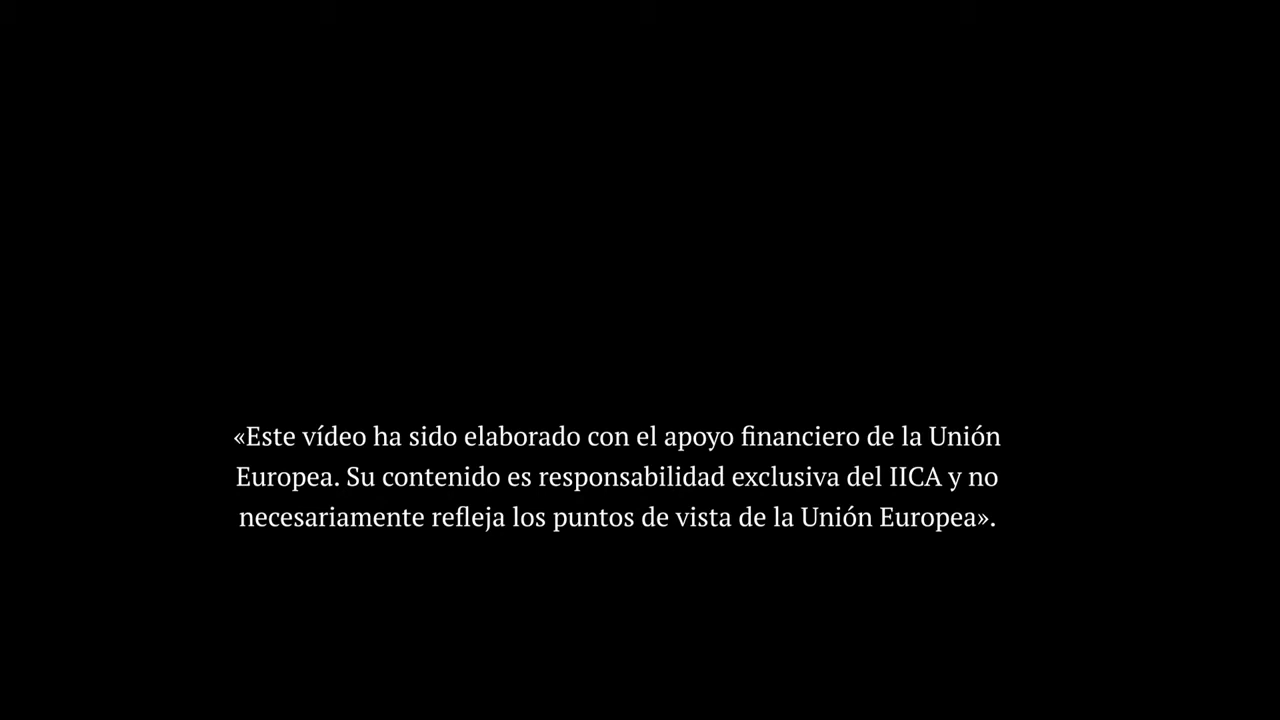 «Este vídeo ha sido elaborado con el apoyo financiero de la Unión
Europea. Su contenido es responsabilidad exclusiva del IICA y no
necesariamente refleja los puntos de vista de la Unión Europea».